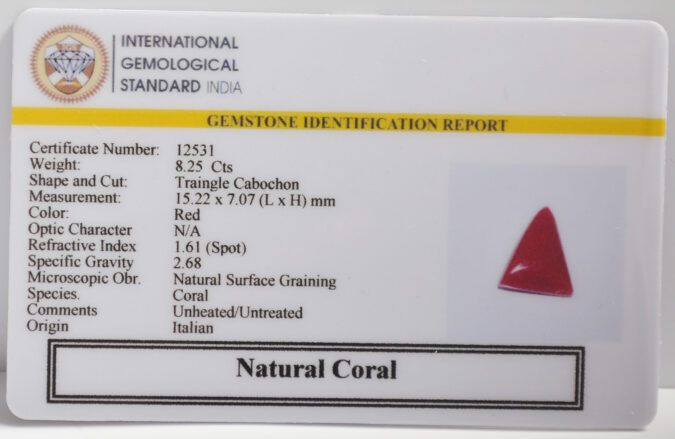 INTERNATIONAL
GEMOLOGICAL
STANDARD INDIA
GEMSTONE IDENTIFICATION REPORT
Certificate Number: 12531
Weight: 8.25 Cts
Shape and Cut: Traingle Cabochon
Measurement: 15.22 x 7.07 (L x H) mm
Color: Red
Optic Character N/A
Refractive Index 1.61 (Spot)
Specific Gravity 2.68
Microscopic Obr. Natural Surface Graining
Species. Coral
Comments Unheated/Untreated
Origin Italian
Natural Coral